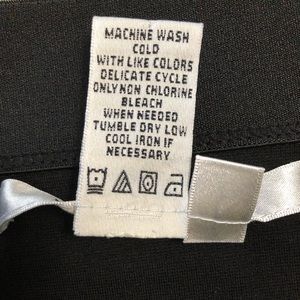 MACHINE WASH
COLD
WITH LIKE COLORS
DELICATE CYCLE
ONLY NON CHLORINE
BLEACH
WHEN NEEDED
TUMBLE DRY LOW
COOL IRON IF
NECESSARY